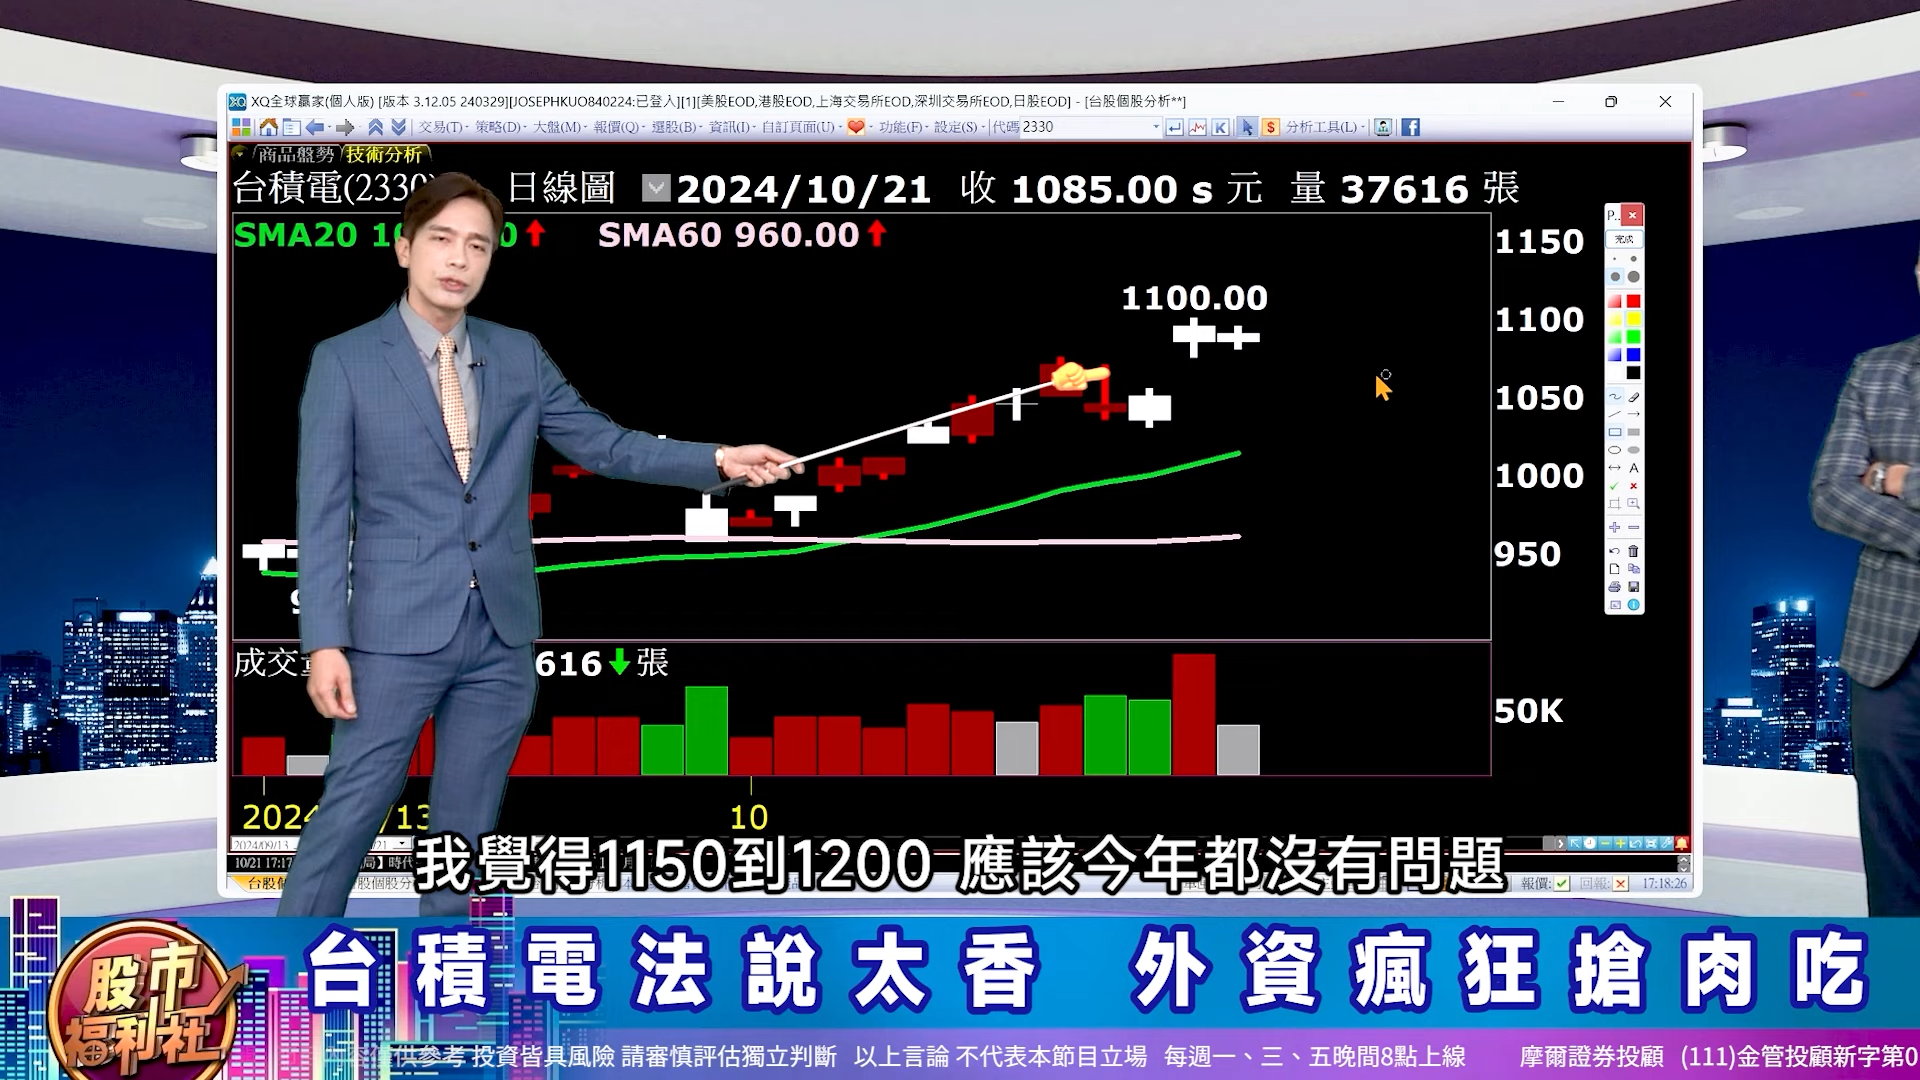 XQ全球贏家(個人版) [版本 3.12.05 240329][JOSEPHKUO840224:已登入][1][美股EOD,港股EOD,上海交易所EOD,深圳交易所EOD,日股EOD] - [台股個股分析**]
交易(T) 策略(D) 大盤(M) 報價(Q) 選股(B) 資訊(I) 自訂頁面(U) 功能(F) 設定(S) 代碼 2330 K $ 分析工具(L)
商品盤勢 技術分析
台積電(2330) 日線圖 2024/10/21 收 1085.00 s 元 量 37616 張
P..
完成
SMA20 SMA60 960.00
1150
1100.00
1100
1050
1000
950
成交 616 張
50K
10
我覺得1150到1200 應該今年都沒有問題
報價: 回報: 17:18:26
台積電法說太香 外資瘋狂搶肉吃
股市福利社
僅供參考 投資皆具風險 請審慎評估獨立判斷 以上言論 不代表本節目立場 每週一、三、五晚間8點上線 摩爾證券投顧 (111)金管投顧新字第0